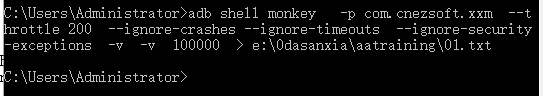 C:\Users\Administrator>adb shell monkey   -p com.cnezsoft.xxm  --t
hrottle 200  --ignore-crashes --ignore-timeouts  --ignore-security
-exceptions  -v  -v  100000  > e:\0dasanxia\aatraining\01.txt

C:\Users\Administrator>